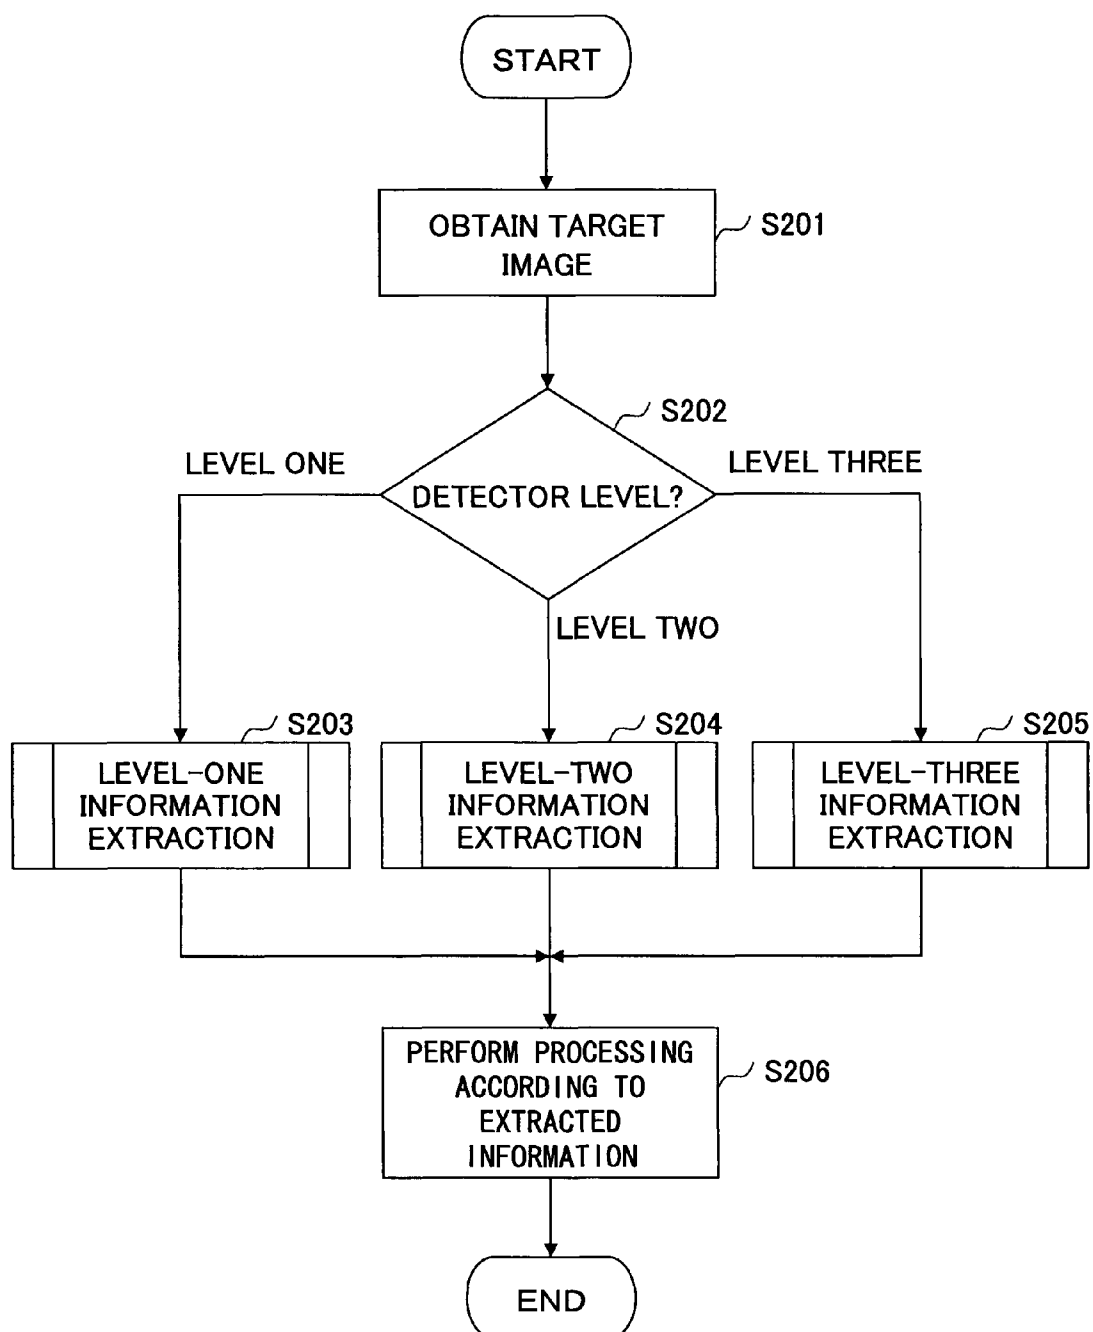 START
OBTAIN TARGET
IMAGE
S201
S202
LEVEL ONE
LEVEL THREE
DETECTOR LEVEL?
LEVEL TWO
S203
S204
S205
LEVEL-ONE
INFORMATION
EXTRACTION
LEVEL-TWO
INFORMATION
EXTRACTION
LEVEL-THREE
INFORMATION
EXTRACTION
PERFORM PROCESSING
ACCORDING TO
EXTRACTED
INFORMATION
S206
END